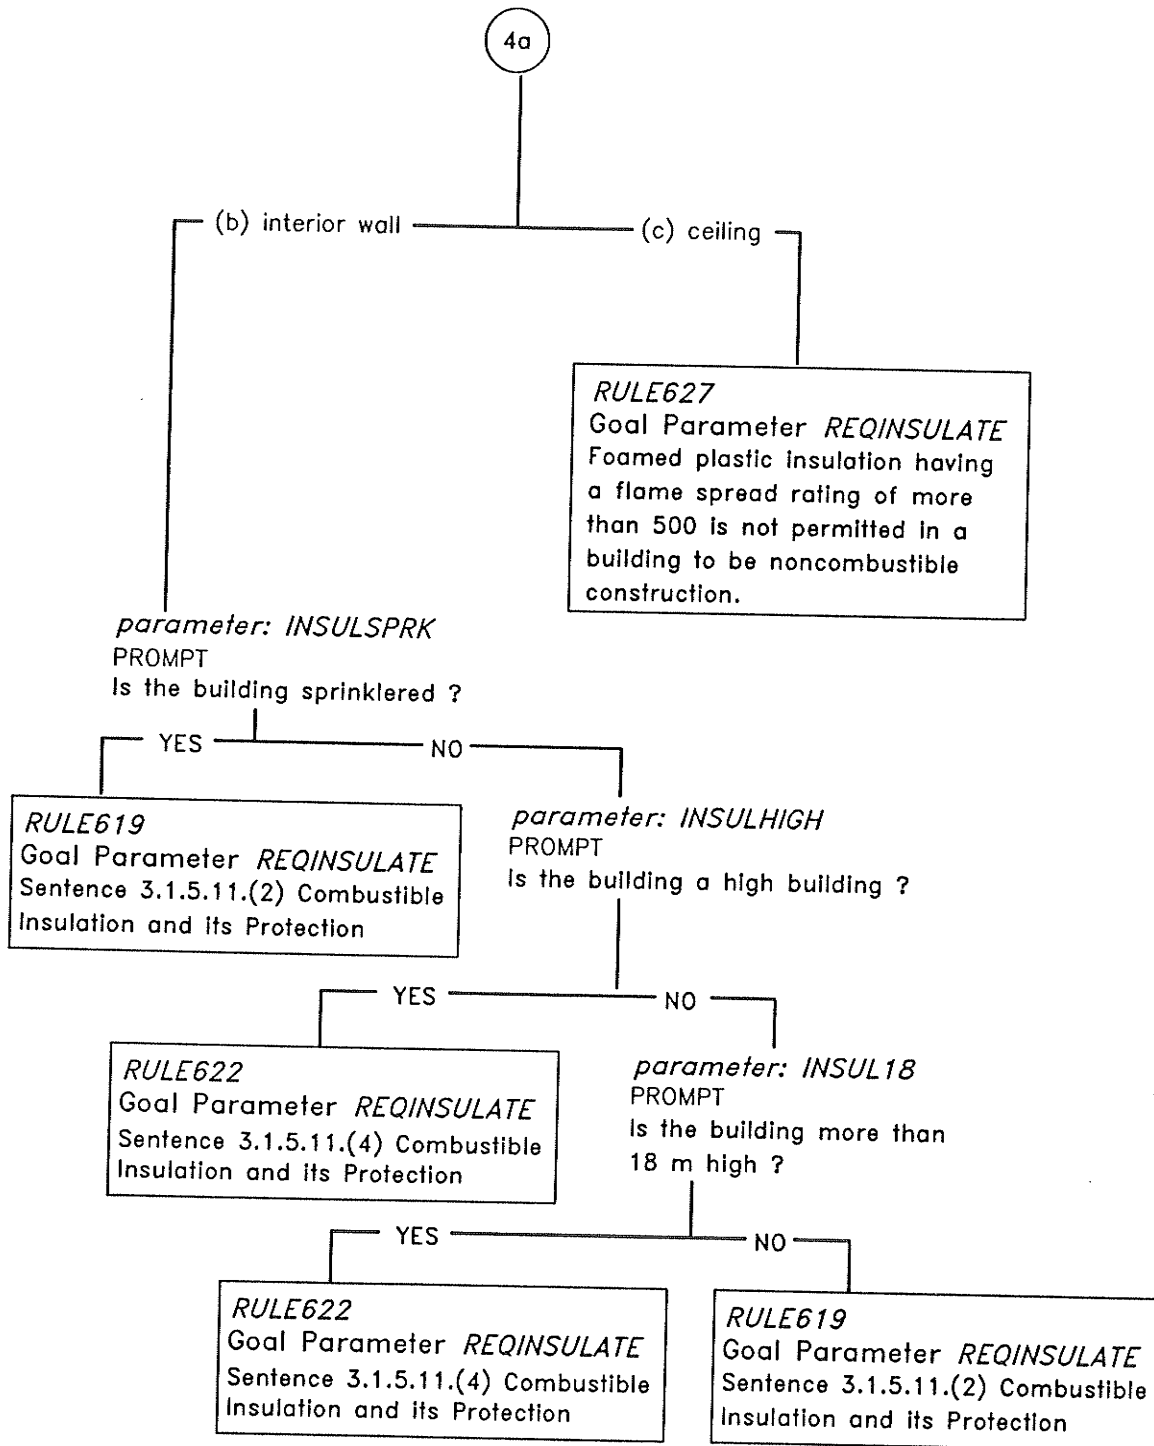 4a
(b) interior wall
(c) ceiling
RULE627
Goal Parameter REQINSULATE
Foamed plastic insulation having
a flame spread rating of more
than 500 is not permitted in a
building to be noncombustible
construction.
parameter: INSULSPRK
PROMPT
Is the building sprinklered ?
YES
NO
RULE619
Goal Parameter REQINSULATE
Sentence 3.1.5.11.(2) Combustible
Insulation and its Protection
parameter: INSULHIGH
PROMPT
Is the building a high building ?
YES
NO
RULE622
Goal Parameter REQINSULATE
Sentence 3.1.5.11.(4) Combustible
Insulation and its Protection
parameter: INSUL18
PROMPT
Is the building more than
18 m high ?
YES
NO
RULE622
Goal Parameter REQINSULATE
Sentence 3.1.5.11.(4) Combustible
Insulation and its Protection
RULE619
Goal Parameter REQINSULATE
Sentence 3.1.5.11.(2) Combustible
Insulation and its Protection